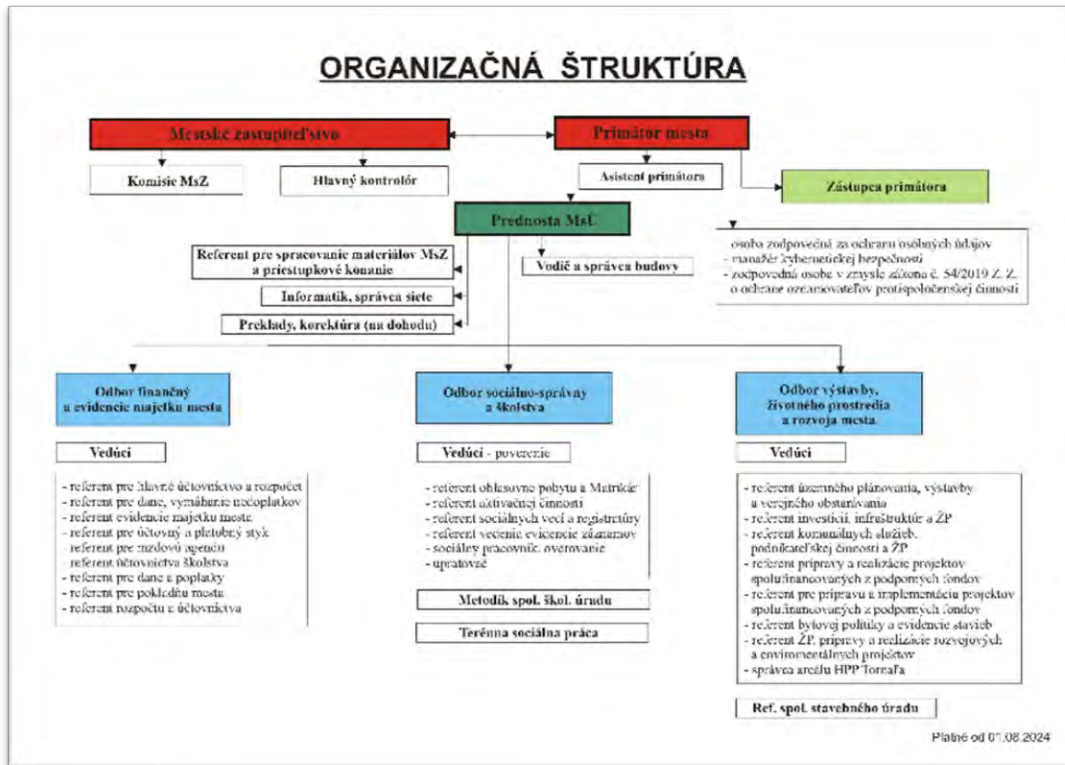 ORGANIZAČNÁ ŠTRUKTÚRA
Mestské zastupiteľstvo
Primátor mesta
Komisie MsZ
Hlavný kontrolór
Asistent primátora
Zástupca primátora
Prednosta MsÚ
Referent pre spracovanie materiálov MsZ
a priestupkové konanie
Vodič a správca budovy
osoba zodpovedná za ochranu osobných údajov
- manažér kybernetickej bezpečnosti
- zodpovedná osoba v zmysle zákona č. 54/2019 Z. Z.
o ochrane oznamovateľov protispoločenskej činnosti
Informatik, správca siete
Preklady, korektúra (na dohodu)
Odbor finančný
a evidencie majetku mesta
Vedúci
- referent pre hlavné účtovníctvo a rozpočet
- referent pre dane, vymáhanie nedoplatkov
- referent evidencie majetku mesta
- referent pre účtovný a platobný styk
referent pre mzdovú agendu
referent účtovníctva školstva
- referent pre dane a poplatky
- referent pre pokladňu mesta
- referent rozpočtu a účtovníctva
Odbor sociálno-správny
a školstva
Vedúci - poverenie
- referent ohlasovne pobytu a Matrikár
- referent aktivačnej činnosti
- referent sociálnych vecí a registratúry
- referent vedenia evidencie záznamov
- sociálny pracovník, overovanie
- upratovač
Metodik spol. škol. úradu
Terénna sociálna práca
Odbor výstavby,
životného prostredia
a rozvoja mesta
Vedúci
- referent územného plánovania, výstavby
a verejného obstarávania
- referent investícií, infraštruktúr a ŽP
- referent komunálnych služieb,
podnikateľskej činnosti a ŽP
- referent prípravy a realizácie projektov
spolufinancovaných z podporných fondov
- referent pre prípravu a implementáciu projektov
spolufinancovaných z podporných fondov
- referent bytovej politiky a evidencie stavieb
- referent ŽP, prípravy a realizácie rozvojových
a enviromentálnych projektov
- správca areálu HPP Tornaľa
Ref. spol. stavebného úradu
Platné od 01.08.2024